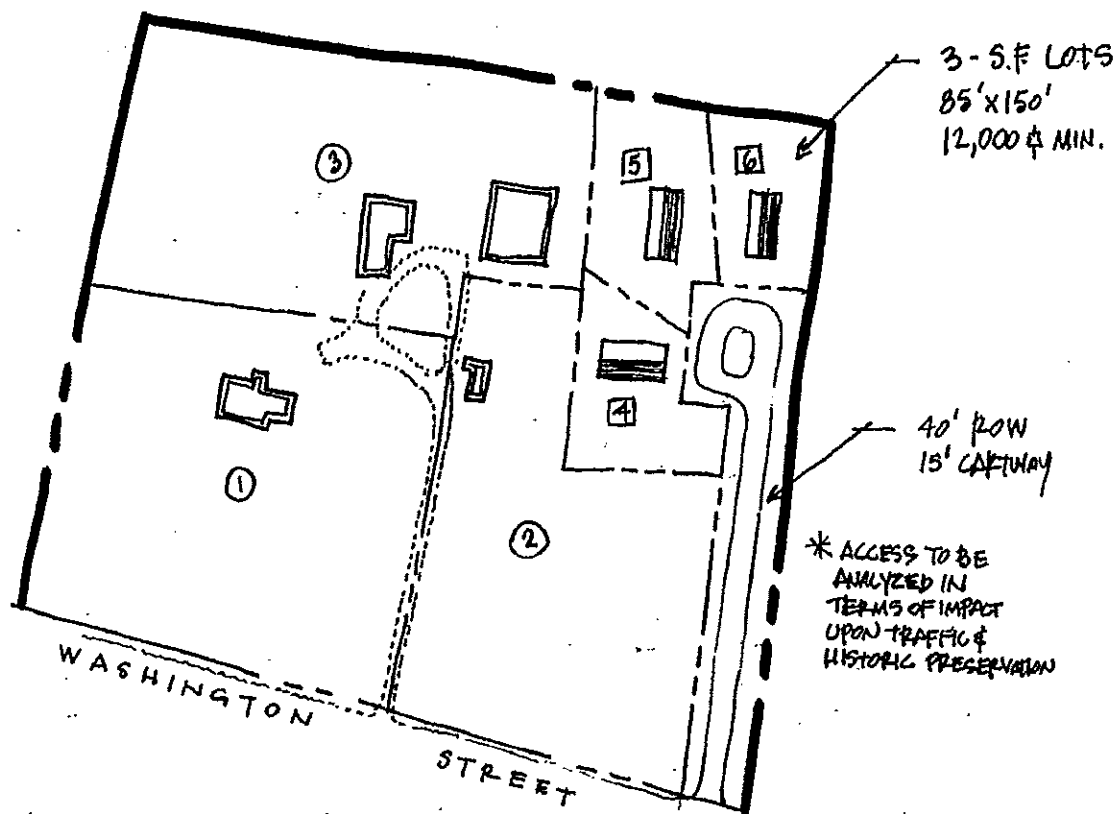 3 - S.F LOTS
85'x150'
12,000 ⌷ MIN.
3
5
6
4
40' ROW
15' CARTWAY
1
2
* ACCESS TO BE
ANALYZED IN
TERMS OF IMPACT
UPON TRAFFIC &
HISTORIC PRESERVATION
WASHINGTON
STREET